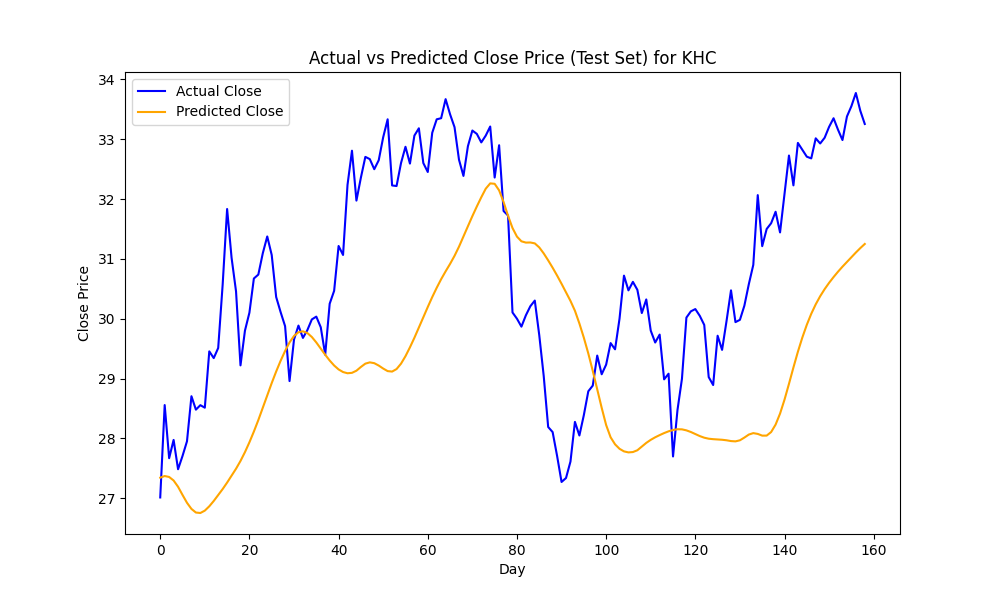 Actual vs Predicted Close Price (Test Set) for KHC
Actual Close
Predicted Close
Close Price
34
33
32
31
30
29
28
27
0 20 40 60 80 100 120 140 160
Day